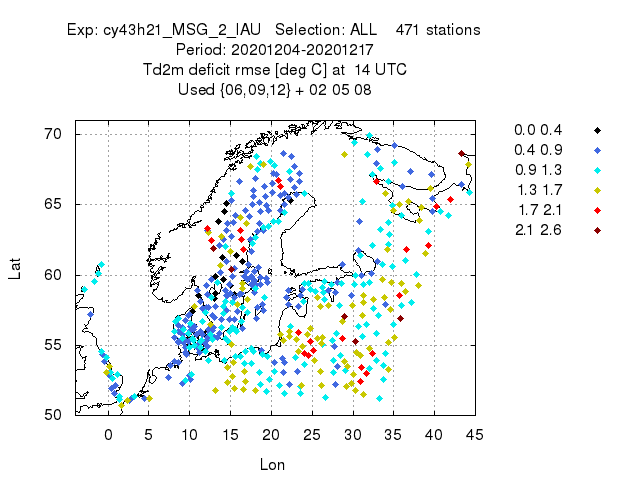 Exp: cy43h21_MSG_2_IAU   Selection: ALL    471 stations
Period: 20201204-20201217
Td2m deficit rmse [deg C] at  14 UTC
Used {06,09,12} + 02 05 08
70
65
60
55
50
Lat
0 5 10 15 20 25 30 35 40 45
Lon
0.0 0.4
0.4 0.9
0.9 1.3
1.3 1.7
1.7 2.1
2.1 2.6